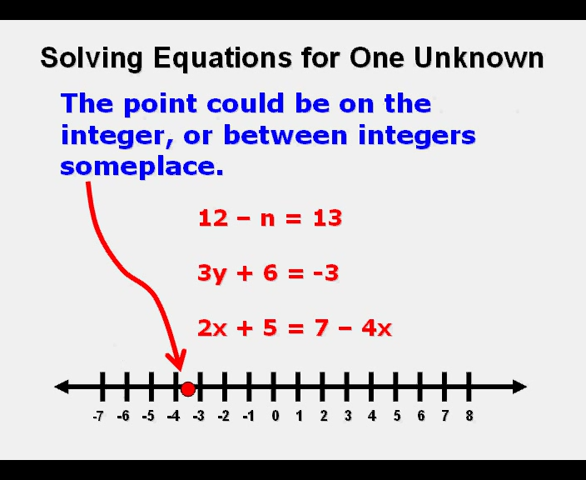 Solving Equations for One Unknown
The point could be on the
integer, or between integers
someplace.
12 – n = 13
3y + 6 = -3
2x + 5 = 7 – 4x
-7 -6 -5 -4 -3 -2 -1 0 1 2 3 4 5 6 7 8